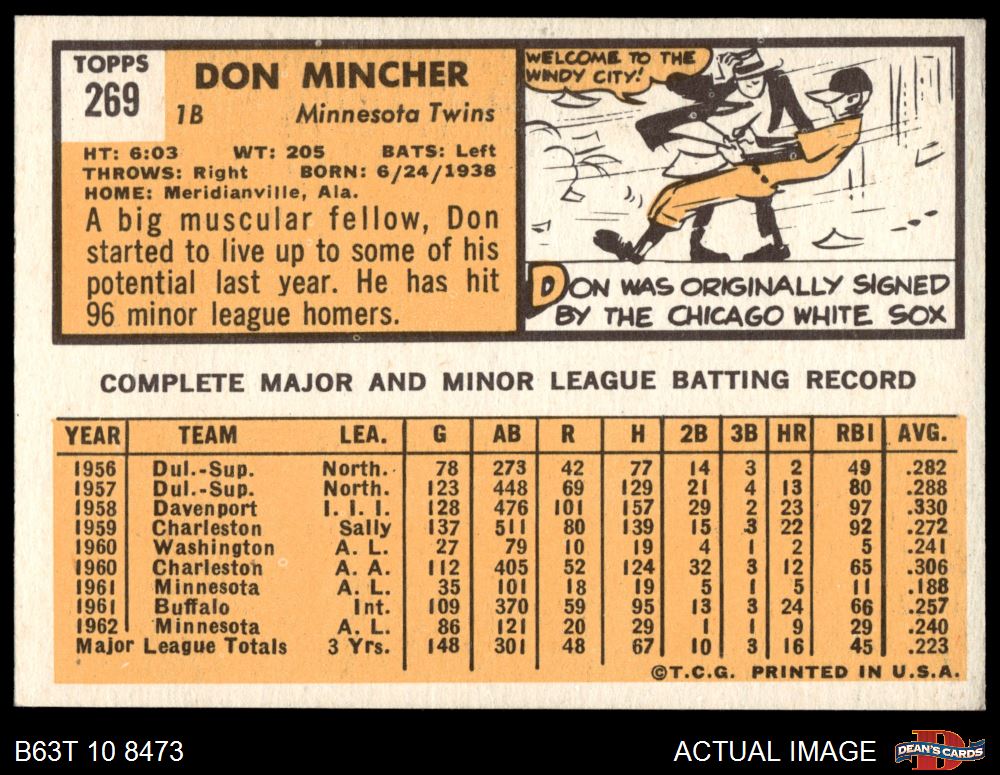 TOPPS
269
DON MINCHER
1B Minnesota Twins
HT: 6:03 WT: 205 BATS: Left
THROWS: Right BORN: 6/24/1938
HOME: Meridianville, Ala.
A big muscular fellow, Don
started to live up to some of his
potential last year. He has hit
96 minor league homers.
WELCOME TO THE
WINDY CITY!
DON WAS ORIGINALLY SIGNED
BY THE CHICAGO WHITE SOX
COMPLETE MAJOR AND MINOR LEAGUE BATTING RECORD
YEAR TEAM LEA. G AB R H 2B 3B HR RBI AVG.
1956 Dul.-Sup. North. 78 273 42 77 14 3 2 49 .282
1957 Dul.-Sup. North. 123 448 69 129 21 4 13 80 .288
1958 Davenport I. I. I. 128 476 101 157 29 2 23 97 .330
1959 Charleston Sally 137 511 80 139 15 3 22 92 .272
1960 Washington A. L. 27 79 10 19 4 1 2 5 .241
1960 Charleston A. A. 112 405 52 124 32 3 12 65 .306
1961 Minnesota A. L. 35 101 18 19 5 1 5 11 .188
1961 Buffalo Int. 109 370 59 95 13 3 24 66 .257
1962 Minnesota A. L. 86 121 20 29 1 1 9 29 .240
Major League Totals 3 Yrs. 148 301 48 67 10 3 16 45 .223
©T.C.G. PRINTED IN U.S.A.
B63T 10 8473
ACTUAL IMAGE
D
DEAN'S CARDS